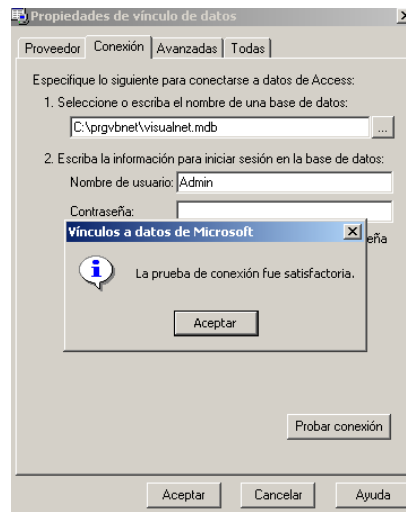 Propiedades de vínculo de datos
Proveedor Conexión Avanzadas Todas
Especifique lo siguiente para conectarse a datos de Access:
1. Seleccione o escriba el nombre de una base de datos:
C:\prgvbnet\visualnet.mdb ...
2. Escriba la información para iniciar sesión en la base de datos:
Nombre de usuario: Admin
Contraseña:
Vínculos a datos de Microsoft
La prueba de conexión fue satisfactoria.
Aceptar
Probar conexión
Aceptar Cancelar Ayuda